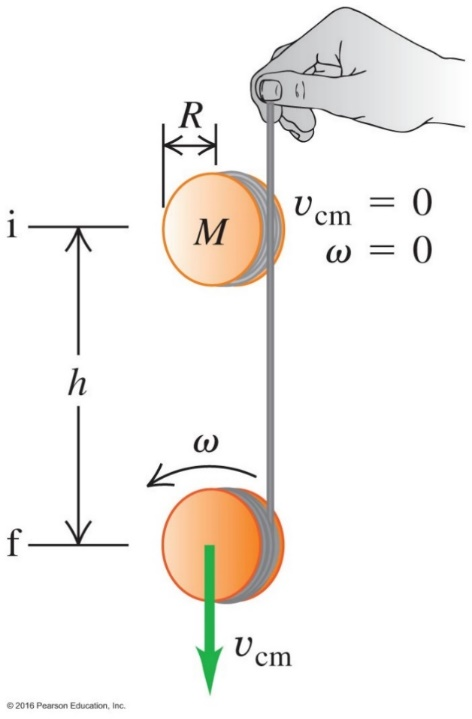 R
v_cm = 0
i
M
ω = 0
h
ω
f
v_cm
© 2016 Pearson Education, Inc.